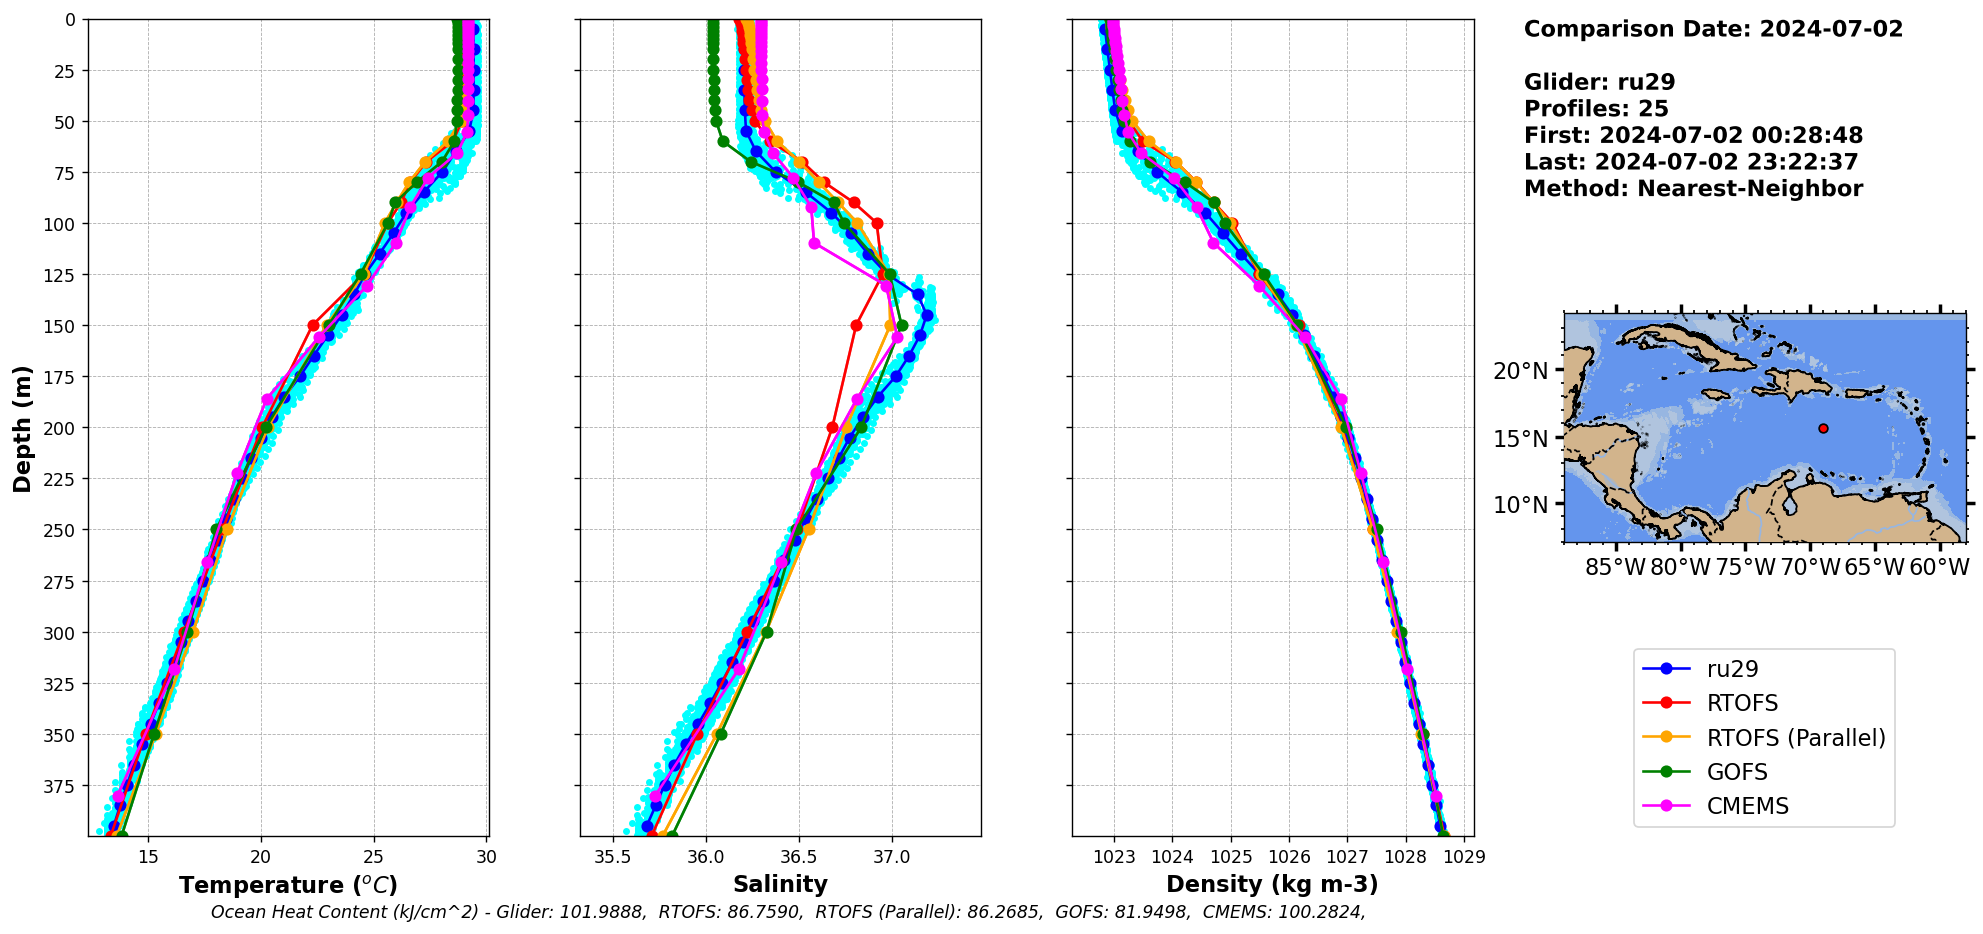 Comparison Date: 2024-07-02
Glider: ru29
Profiles: 25
First: 2024-07-02 00:28:48
Last: 2024-07-02 23:22:37
Method: Nearest-Neighbor
0
25
50
75
100
125
150
175
200
225
250
275
300
325
350
375
Depth (m)
15 20 25 30
Temperature (°C)
35.5 36.0 36.5 37.0
Salinity
1023 1024 1025 1026 1027 1028 1029
Density (kg m-3)
20°N
15°N
10°N
85°W 80°W 75°W 70°W 65°W 60°W
ru29
RTOFS
RTOFS (Parallel)
GOFS
CMEMS
Ocean Heat Content (kJ/cm^2) - Glider: 101.9888,  RTOFS: 86.7590,  RTOFS (Parallel): 86.2685,  GOFS: 81.9498,  CMEMS: 100.2824,